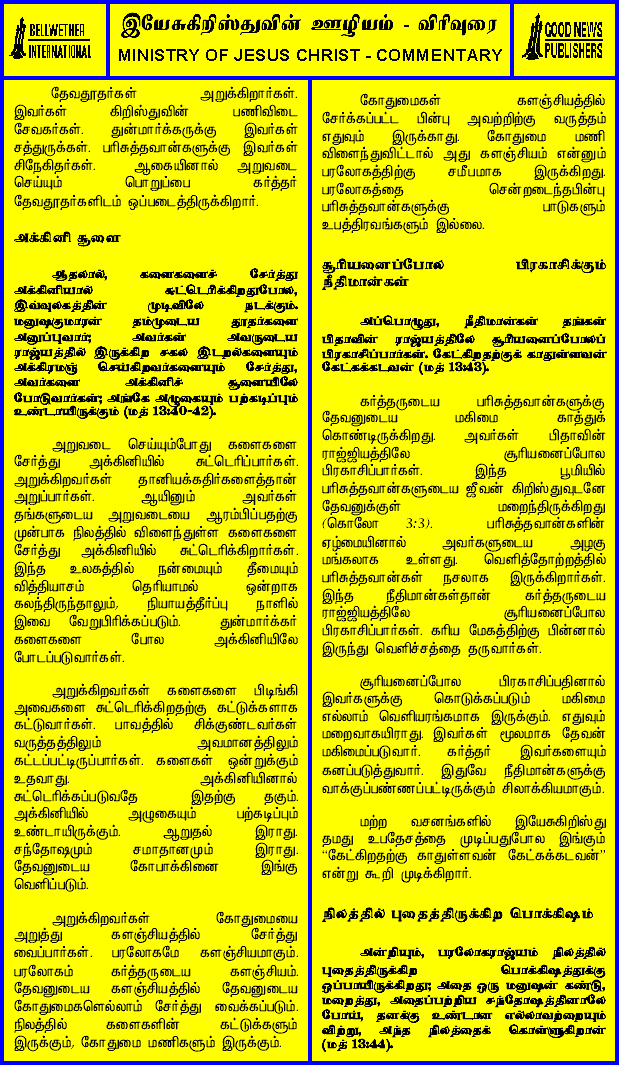 BELLWETHER
INTERNATIONAL
இயேசுகிறிஸ்துவின் ஊழியம் - விரிவுரை
MINISTRY OF JESUS CHRIST - COMMENTARY
GOOD NEWS
PUBLISHERS
தேவதூதர்கள் அறுக்கிறார்கள்.
இவர்கள் கிறிஸ்துவின் பணிவிடை
சேவகர்கள். துன்மார்க்கருக்கு இவர்கள்
சத்துருக்கள். பரிசுத்தவான்களுக்கு இவர்கள்
சிநேகிதர்கள். ஆகையினால் அறுவடை
செய்யும் பொறுப்பை கர்த்தர்
தேவதூதர்களிடம் ஒப்படைத்திருக்கிறார்.
அக்கினி சூளை
ஆதலால், களைகளைச் சேர்த்து
அக்கினியால் சுட்டெரிக்கிறதுபோல,
இவ்வுலகத்தின் முடிவிலே நடக்கும்.
மனுஷகுமாரன் தம்முடைய தூதர்களை
அனுப்புவார்; அவர்கள் அவருடைய
ராஜ்யத்தில் இருக்கிற சகல இடறல்களையும்
அக்கிரமஞ் செய்கிறவர்களையும் சேர்த்து,
அவர்களை அக்கினிச் சூளையிலே
போடுவார்கள்; அங்கே அழுகையும் பற்கடிப்பும்
உண்டாயிருக்கும் (மத் 13:40-42).
அறுவடை செய்யும்போது களைகளை
சேர்த்து அக்கினியில் சுட்டெரிப்பார்கள்.
அறுக்கிறவர்கள் தானியக்கதிர்களைத்தான்
அறுப்பார்கள். ஆயினும் அவர்கள்
தங்களுடைய அறுவடையை ஆரம்பிப்பதற்கு
முன்பாக நிலத்தில் விளைந்துள்ள களைகளை
சேர்த்து அக்கினியில் சுட்டெரிக்கிறார்கள்.
இந்த உலகத்தில் நன்மையும் தீமையும்
வித்தியாசம் தெரியாமல் ஒன்றாக
கலந்திருந்தாலும், நியாயத்தீர்ப்பு நாளில்
இவை வேறுபிரிக்கப்படும். துன்மார்க்கர்
களைகளை போல அக்கினியிலே
போடப்படுவார்கள்.
அறுக்கிறவர்கள் களைகளை பிடிங்கி
அவைகளை சுட்டெரிக்கிறதற்கு கட்டுக்களாக
கட்டுவார்கள். பாவத்தில் சிக்குண்டவர்கள்
வருத்தத்திலும் அவமானத்திலும்
கட்டப்பட்டிருப்பார்கள். களைகள் ஒன்றுக்கும்
உதவாது. அக்கினியினால்
சுட்டெரிக்கப்படுவதே இதற்கு தகும்.
அக்கினியில் அழுகையும் பற்கடிப்பும்
உண்டாயிருக்கும். ஆறுதல் இராது.
சந்தோஷமும் சமாதானமும் இராது.
தேவனுடைய கோபாக்கினை இங்கு
வெளிப்படும்.
அறுக்கிறவர்கள் கோதுமையை
அறுத்து களஞ்சியத்தில் சேர்த்து
வைப்பார்கள். பரலோகமே களஞ்சியமாகும்.
பரலோகம் கர்த்தருடைய களஞ்சியம்.
தேவனுடைய களஞ்சியத்தில் தேவனுடைய
கோதுமைகளெல்லாம் சேர்த்து வைக்கப்படும்.
நிலத்தில் களைகளின் கட்டுக்களும்
இருக்கும், கோதுமை மணிகளும் இருக்கும்.
கோதுமைகள் களஞ்சியத்தில்
சேர்க்கப்பட்ட பின்பு அவற்றிற்கு வருத்தம்
எதுவும் இருக்காது. கோதுமை மணி
விளைந்துவிட்டால் அது களஞ்சியம் என்னும்
பரலோகத்திற்கு சமீபமாக இருக்கிறது.
பரலோகத்தை சென்றடைந்தபின்பு
பரிசுத்தவான்களுக்கு பாடுகளும்
உபத்திரவங்களும் இல்லை.
சூரியனைப்போல பிரகாசிக்கும்
நீதிமான்கள்
அப்பொழுது, நீதிமான்கள் தங்கள்
பிதாவின் ராஜ்யத்திலே சூரியனைப்போலப்
பிரகாசிப்பார்கள். கேட்கிறதற்குக் காதுள்ளவன்
கேட்கக்கடவன் (மத் 13:43).
கர்த்தருடைய பரிசுத்தவான்களுக்கு
தேவனுடைய மகிமை காத்துக்
கொண்டிருக்கிறது. அவர்கள் பிதாவின்
ராஜ்ஜியத்திலே சூரியனைப்போல
பிரகாசிப்பார்கள். இந்த பூமியில்
பரிசுத்தவான்களுடைய ஜீவன் கிறிஸ்துவுடனே
தேவனுக்குள் மறைந்திருக்கிறது
(கொலோ 3:3). பரிசுத்தவான்களின்
ஏழ்மையினால் அவர்களுடைய அழகு
மங்கலாக உள்ளது. வெளித்தோற்றத்தில்
பரிசுத்தவான்கள் நசலாக இருக்கிறார்கள்.
இந்த நீதிமான்கள்தான் கர்த்தருடைய
ராஜ்ஜியத்திலே சூரியனைப்போல
பிரகாசிப்பார்கள். கரிய மேகத்திற்கு பின்னால்
இருந்து வெளிச்சத்தை தருவார்கள்.
சூரியனைப்போல பிரகாசிப்பதினால்
இவர்களுக்கு கொடுக்கப்படும் மகிமை
எல்லாம் வெளியரங்கமாக இருக்கும். எதுவும்
மறைவாகயிராது. இவர்கள் மூலமாக தேவன்
மகிமைப்படுவார். கர்த்தர் இவர்களையும்
கனப்படுத்துவார். இதுவே நீதிமான்களுக்கு
வாக்குப்பண்ணப்பட்டிருக்கும் சிலாக்கியமாகும்.
மற்ற வசனங்களில் இயேசுகிறிஸ்து
தமது உபதேசத்தை முடிப்பதுபோல இங்கும்
“கேட்கிறதற்கு காதுள்ளவன் கேட்கக்கடவன்”
என்று கூறி முடிக்கிறார்.
நிலத்தில் புதைத்திருக்கிற பொக்கிஷம்
அன்றியும், பரலோகராஜ்யம் நிலத்தில்
புதைத்திருக்கிற பொக்கிஷத்துக்கு
ஒப்பாயிருக்கிறது; அதை ஒரு மனுஷன் கண்டு,
மறைத்து, அதைப்பற்றிய சந்தோஷத்தினாலே
போய், தனக்கு உண்டான எல்லாவற்றையும்
விற்று, அந்த நிலத்தைக் கொள்ளுகிறான்
(மத் 13:44).